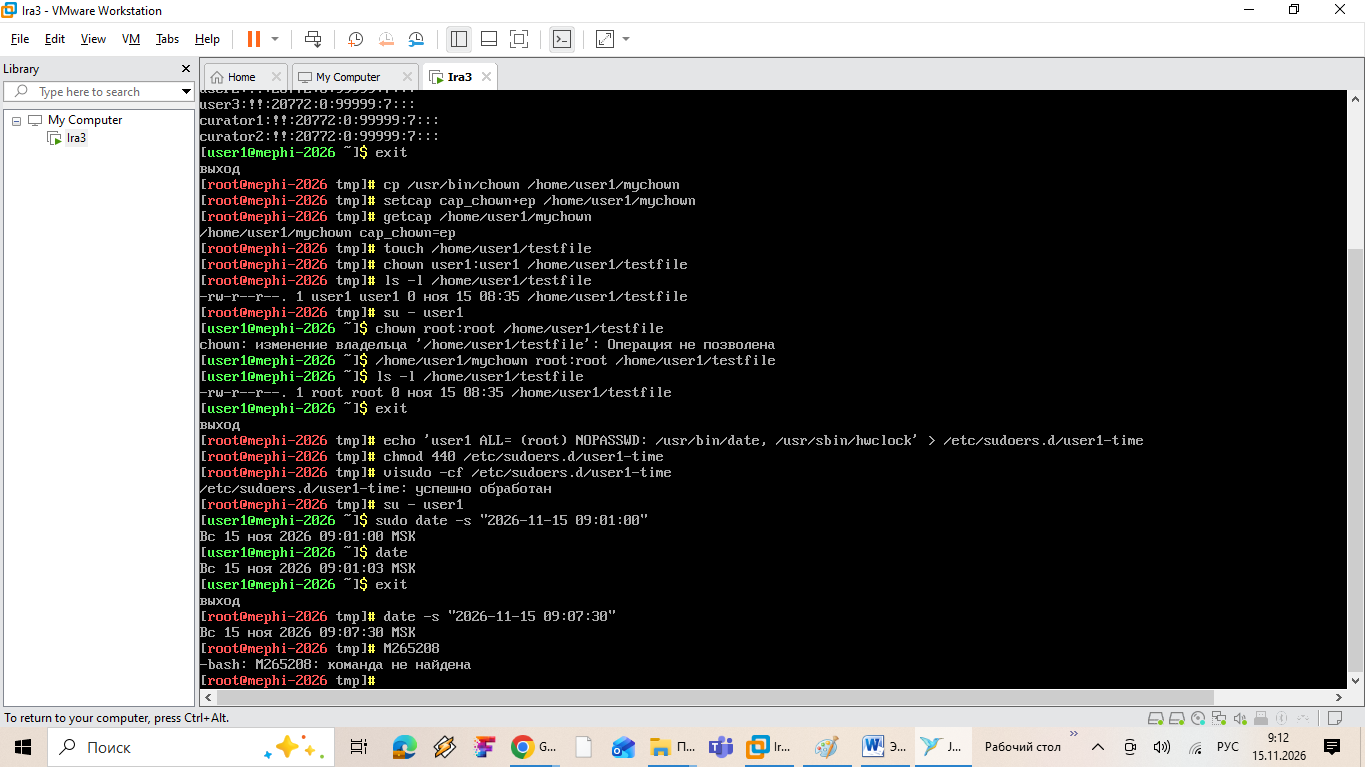 Ira3 - VMware Workstation
File Edit View VM Tabs Help
Library
Home My Computer Ira3
Type here to search
My Computer
Ira3
user3:!!:20772:0:99999:7:::
curator1:!!:20772:0:99999:7:::
curator2:!!:20772:0:99999:7:::
[user1@mephi-2026 ~]$ exit
выход
[root@mephi-2026 tmp]# cp /usr/bin/chown /home/user1/mychown
[root@mephi-2026 tmp]# setcap cap_chown+ep /home/user1/mychown
[root@mephi-2026 tmp]# getcap /home/user1/mychown
/home/user1/mychown cap_chown=ep
[root@mephi-2026 tmp]# touch /home/user1/testfile
[root@mephi-2026 tmp]# chown user1:user1 /home/user1/testfile
[root@mephi-2026 tmp]# ls -l /home/user1/testfile
-rw-r--r--. 1 user1 user1 0 ноя 15 08:35 /home/user1/testfile
[root@mephi-2026 tmp]# su - user1
[user1@mephi-2026 ~]$ chown root:root /home/user1/testfile
chown: изменение владельца '/home/user1/testfile': Операция не позволена
[user1@mephi-2026 ~]$ /home/user1/mychown root:root /home/user1/testfile
[user1@mephi-2026 ~]$ ls -l /home/user1/testfile
-rw-r--r--. 1 root root 0 ноя 15 08:35 /home/user1/testfile
[user1@mephi-2026 ~]$ exit
выход
[root@mephi-2026 tmp]# echo 'user1 ALL= (root) NOPASSWD: /usr/bin/date, /usr/sbin/hwclock' > /etc/sudoers.d/user1-time
[root@mephi-2026 tmp]# chmod 440 /etc/sudoers.d/user1-time
[root@mephi-2026 tmp]# visudo -cf /etc/sudoers.d/user1-time
/etc/sudoers.d/user1-time: успешно обработан
[root@mephi-2026 tmp]# su - user1
[user1@mephi-2026 ~]$ sudo date -s "2026-11-15 09:01:00"
Вс 15 ноя 2026 09:01:00 MSK
[user1@mephi-2026 ~]$ date
Вс 15 ноя 2026 09:01:03 MSK
[user1@mephi-2026 ~]$ exit
выход
[root@mephi-2026 tmp]# date -s "2026-11-15 09:07:30"
Вс 15 ноя 2026 09:07:30 MSK
[root@mephi-2026 tmp]# M265208
-bash: M265208: команда не найдена
[root@mephi-2026 tmp]#
To return to your computer, press Ctrl+Alt.
Поиск
G... П... Ir... Э... J... Рабочий стол РУС
9:12
15.11.2026